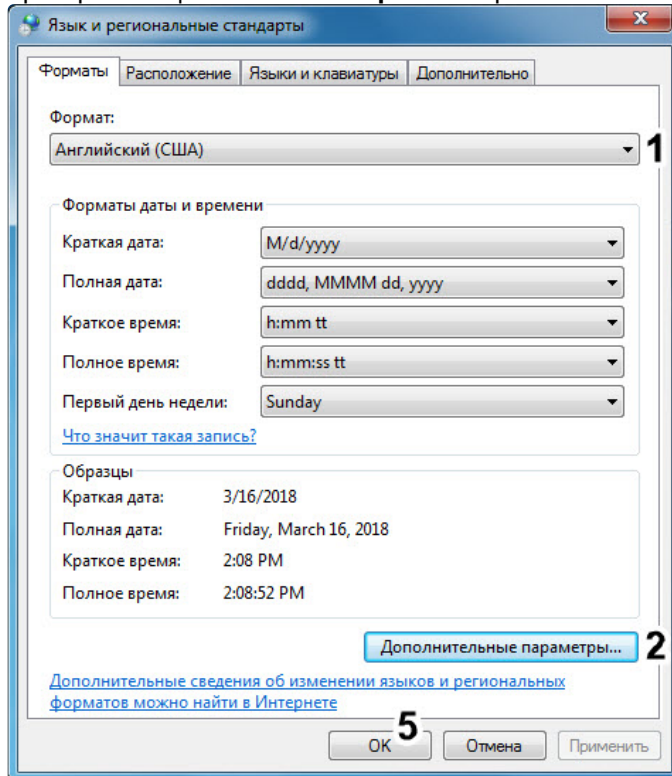 Язык и региональные стандарты
Форматы Расположение Языки и клавиатуры Дополнительно
Формат:
Английский (США) 1
Форматы даты и времени
Краткая дата: M/d/yyyy
Полная дата: dddd, MMMM dd, yyyy
Краткое время: h:mm tt
Полное время: h:mm:ss tt
Первый день недели: Sunday
Что значит такая запись?
Образцы
Краткая дата: 3/16/2018
Полная дата: Friday, March 16, 2018
Краткое время: 2:08 PM
Полное время: 2:08:52 PM
Дополнительные параметры... 2
Дополнительные сведения об изменении языков и региональных
форматов можно найти в Интернете
5
ОК Отмена Применить